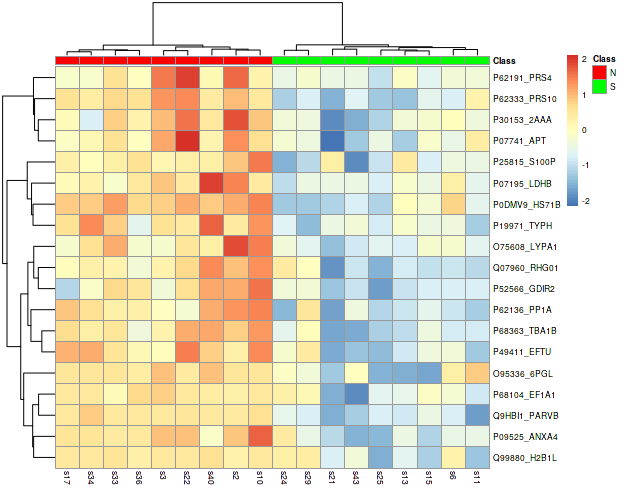 Class
P62191_PRS4
P62333_PRS10
P30153_2AAA
P07741_APT
P25815_S100P
P07195_LDHB
P0DMV9_HS71B
P19971_TYPH
O75608_LYPA1
Q07960_RHG01
P52566_GDIR2
P62136_PP1A
P68363_TBA1B
P49411_EFTU
O95336_6PGL
P68104_EF1A1
Q9HBI1_PARVB
P09525_ANXA4
Q99880_H2B1L
s17 s34 s33 s36 s3 s22 s40 s2 s10 s24 s29 s21 s43 s25 s13 s15 s6 s11
2
1
0
-1
-2
Class
N
S